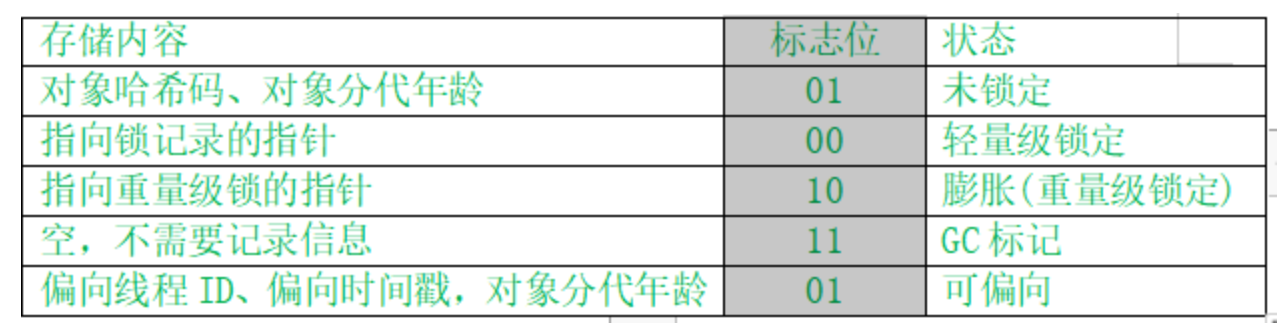 存储内容 标志位 状态
对象哈希码、对象分代年龄 01 未锁定
指向锁记录的指针 00 轻量级锁定
指向重量级锁的指针 10 膨胀(重量级锁定)
空，不需要记录信息 11 GC标记
偏向线程 ID、偏向时间戳，对象分代年龄 01 可偏向